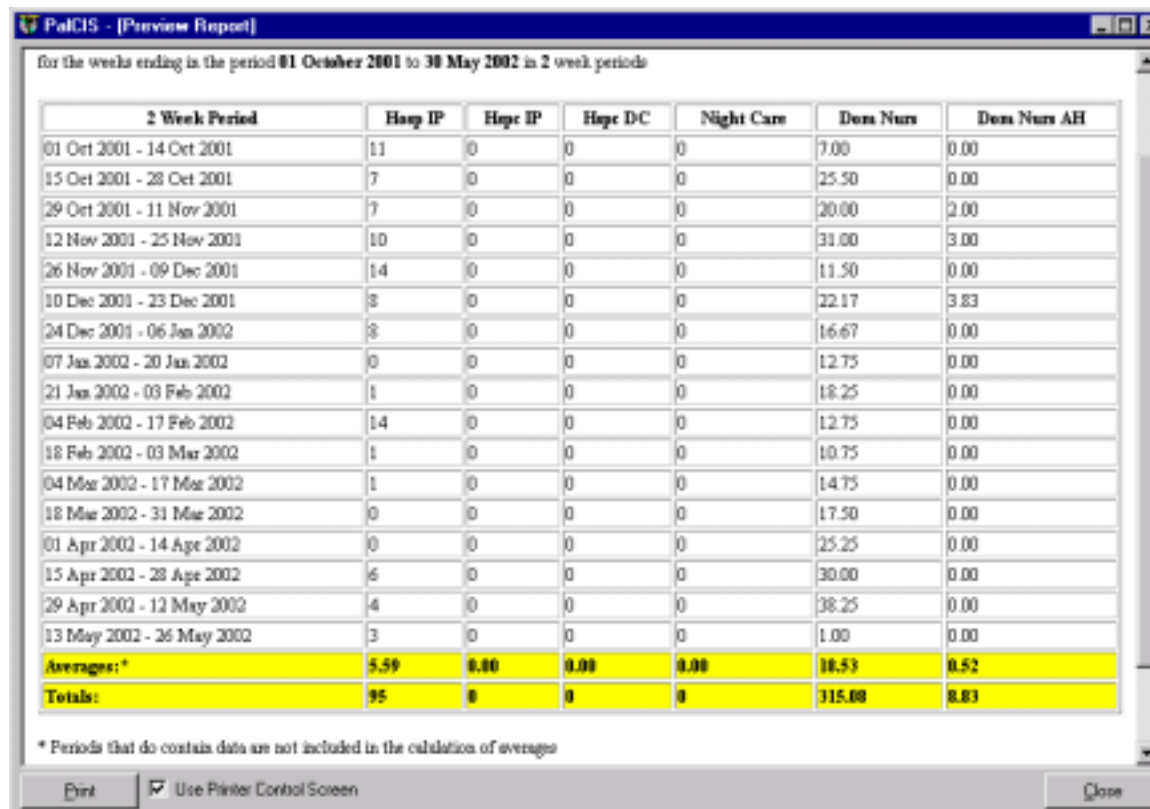 PalCIS - [Preview Report]
for the weeks ending in the period 01 October 2001 to 30 May 2002 in 2 week periods
2 Week Period Hosp IP Hspc IP Hspc DC Night Care Dom Nurs Dom Nurs AH
01 Oct 2001 - 14 Oct 2001 11 0 0 0 7.00 0.00
15 Oct 2001 - 28 Oct 2001 7 0 0 0 25.50 0.00
29 Oct 2001 - 11 Nov 2001 7 0 0 0 20.00 2.00
12 Nov 2001 - 25 Nov 2001 10 0 0 0 31.00 3.00
26 Nov 2001 - 09 Dec 2001 14 0 0 0 11.50 0.00
10 Dec 2001 - 23 Dec 2001 8 0 0 0 22.17 3.83
24 Dec 2001 - 06 Jan 2002 8 0 0 0 16.67 0.00
07 Jan 2002 - 20 Jan 2002 0 0 0 0 12.75 0.00
21 Jan 2002 - 03 Feb 2002 1 0 0 0 18.25 0.00
04 Feb 2002 - 17 Feb 2002 14 0 0 0 12.75 0.00
18 Feb 2002 - 03 Mar 2002 1 0 0 0 10.75 0.00
04 Mar 2002 - 17 Mar 2002 1 0 0 0 14.75 0.00
18 Mar 2002 - 31 Mar 2002 0 0 0 0 17.50 0.00
01 Apr 2002 - 14 Apr 2002 0 0 0 0 25.25 0.00
15 Apr 2002 - 28 Apr 2002 6 0 0 0 30.00 0.00
29 Apr 2002 - 12 May 2002 4 0 0 0 38.25 0.00
13 May 2002 - 26 May 2002 3 0 0 0 1.00 0.00
Averages:* 5.59 0.00 0.00 0.00 18.53 0.52
Totals: 95 0 0 0 315.08 8.83
* Periods that do contain data are not included in the calulation of averages
Print Use Printer Control Screen Close